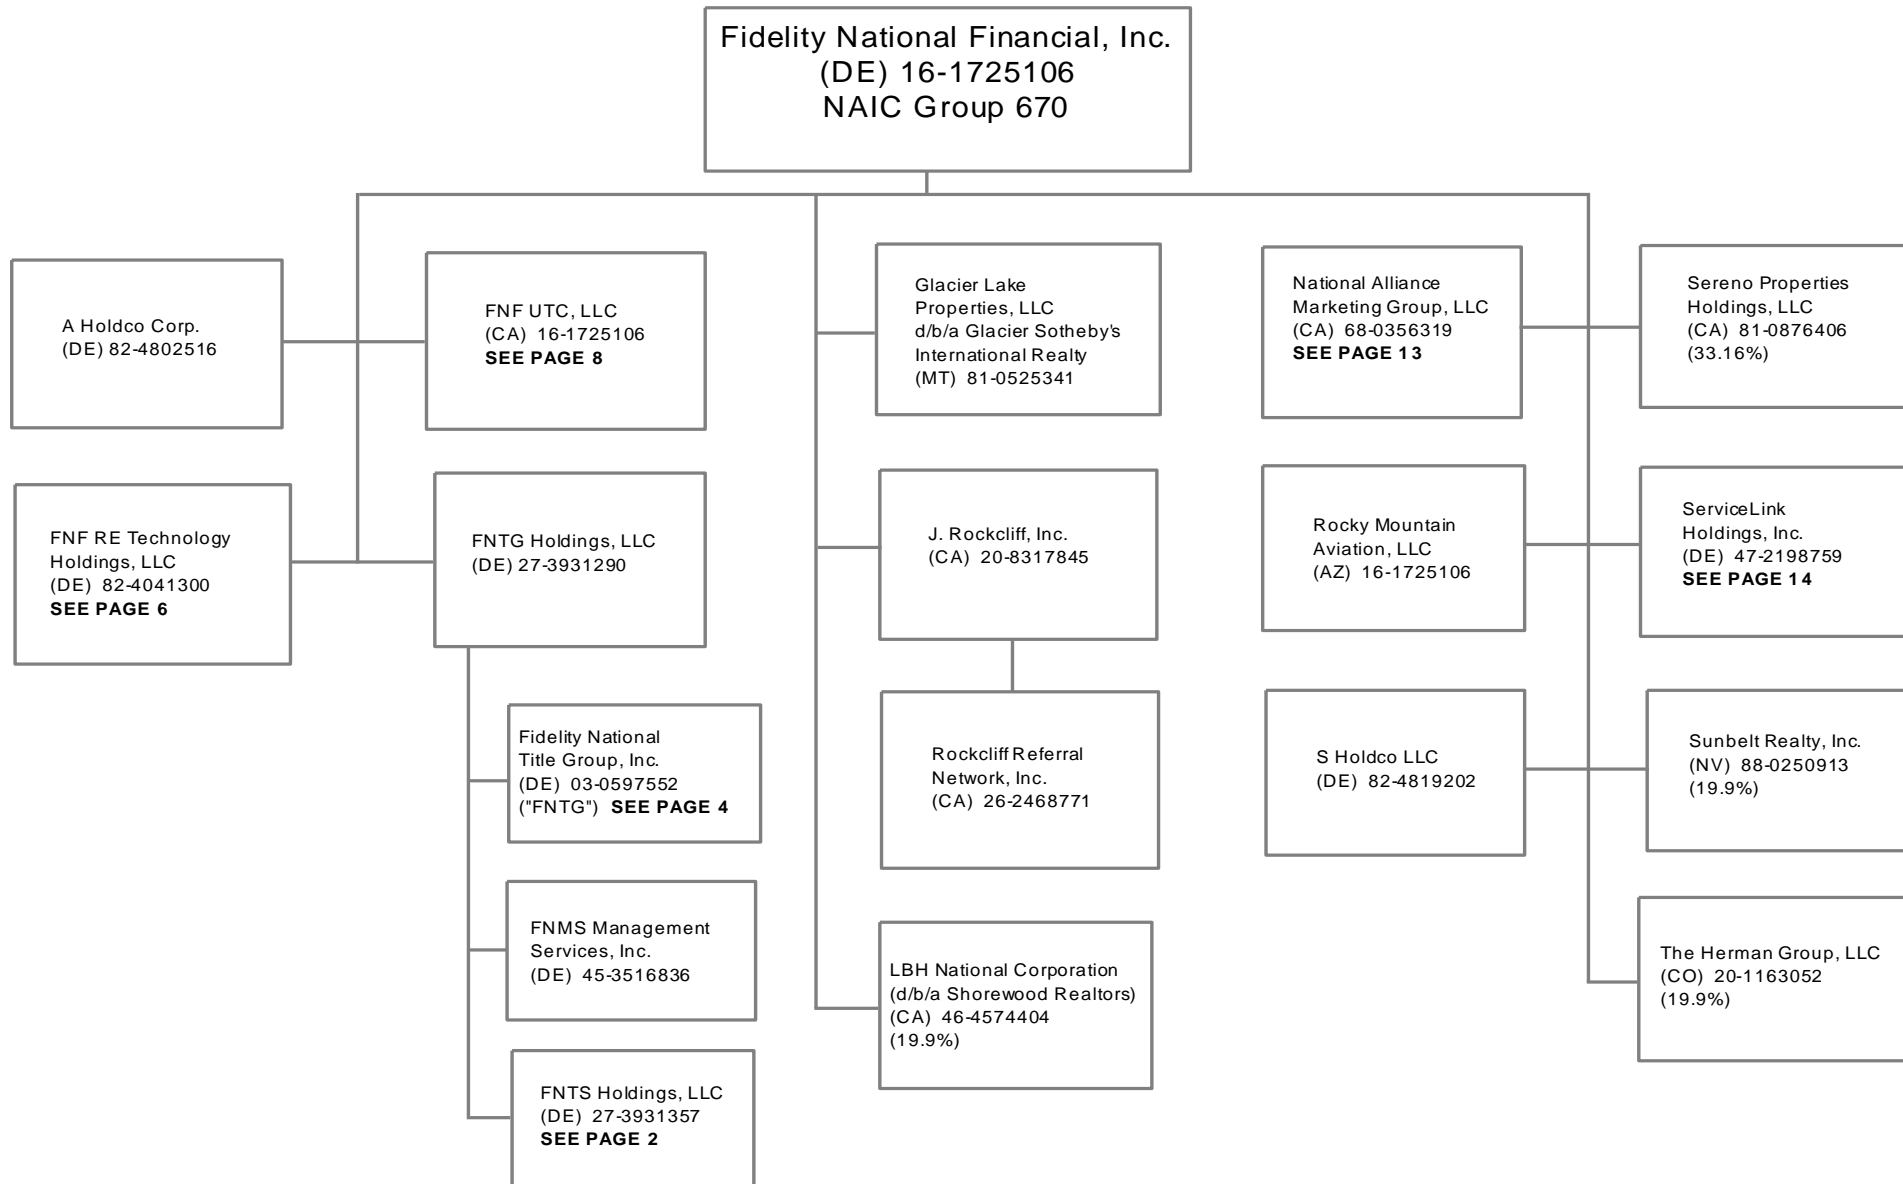 Fidelity National Financial, Inc.
(DE) 16-1725106
NAIC Group 670
A Holdco Corp.
(DE) 82-4802516
FNF UTC, LLC
(CA) 16-1725106
SEE PAGE 8
Glacier Lake
Properties, LLC
d/b/a Glacier Sotheby's
International Realty
(MT) 81-0525341
National Alliance
Marketing Group, LLC
(CA) 68-0356319
SEE PAGE 13
Sereno Properties
Holdings, LLC
(CA) 81-0876406
(33.16%)
FNF RE Technology
Holdings, LLC
(DE) 82-4041300
SEE PAGE 6
FNTG Holdings, LLC
(DE) 27-3931290
J. Rockcliff, Inc.
(CA) 20-8317845
Rocky Mountain
Aviation, LLC
(AZ) 16-1725106
ServiceLink
Holdings, Inc.
(DE) 47-2198759
SEE PAGE 14
Fidelity National
Title Group, Inc.
(DE) 03-0597552
("FNTG") SEE PAGE 4
Rockcliff Referral
Network, Inc.
(CA) 26-2468771
S Holdco LLC
(DE) 82-4819202
Sunbelt Realty, Inc.
(NV) 88-0250913
(19.9%)
FNMS Management
Services, Inc.
(DE) 45-3516836
LBH National Corporation
(d/b/a Shorewood Realtors)
(CA) 46-4574404
(19.9%)
The Herman Group, LLC
(CO) 20-1163052
(19.9%)
FNTS Holdings, LLC
(DE) 27-3931357
SEE PAGE 2